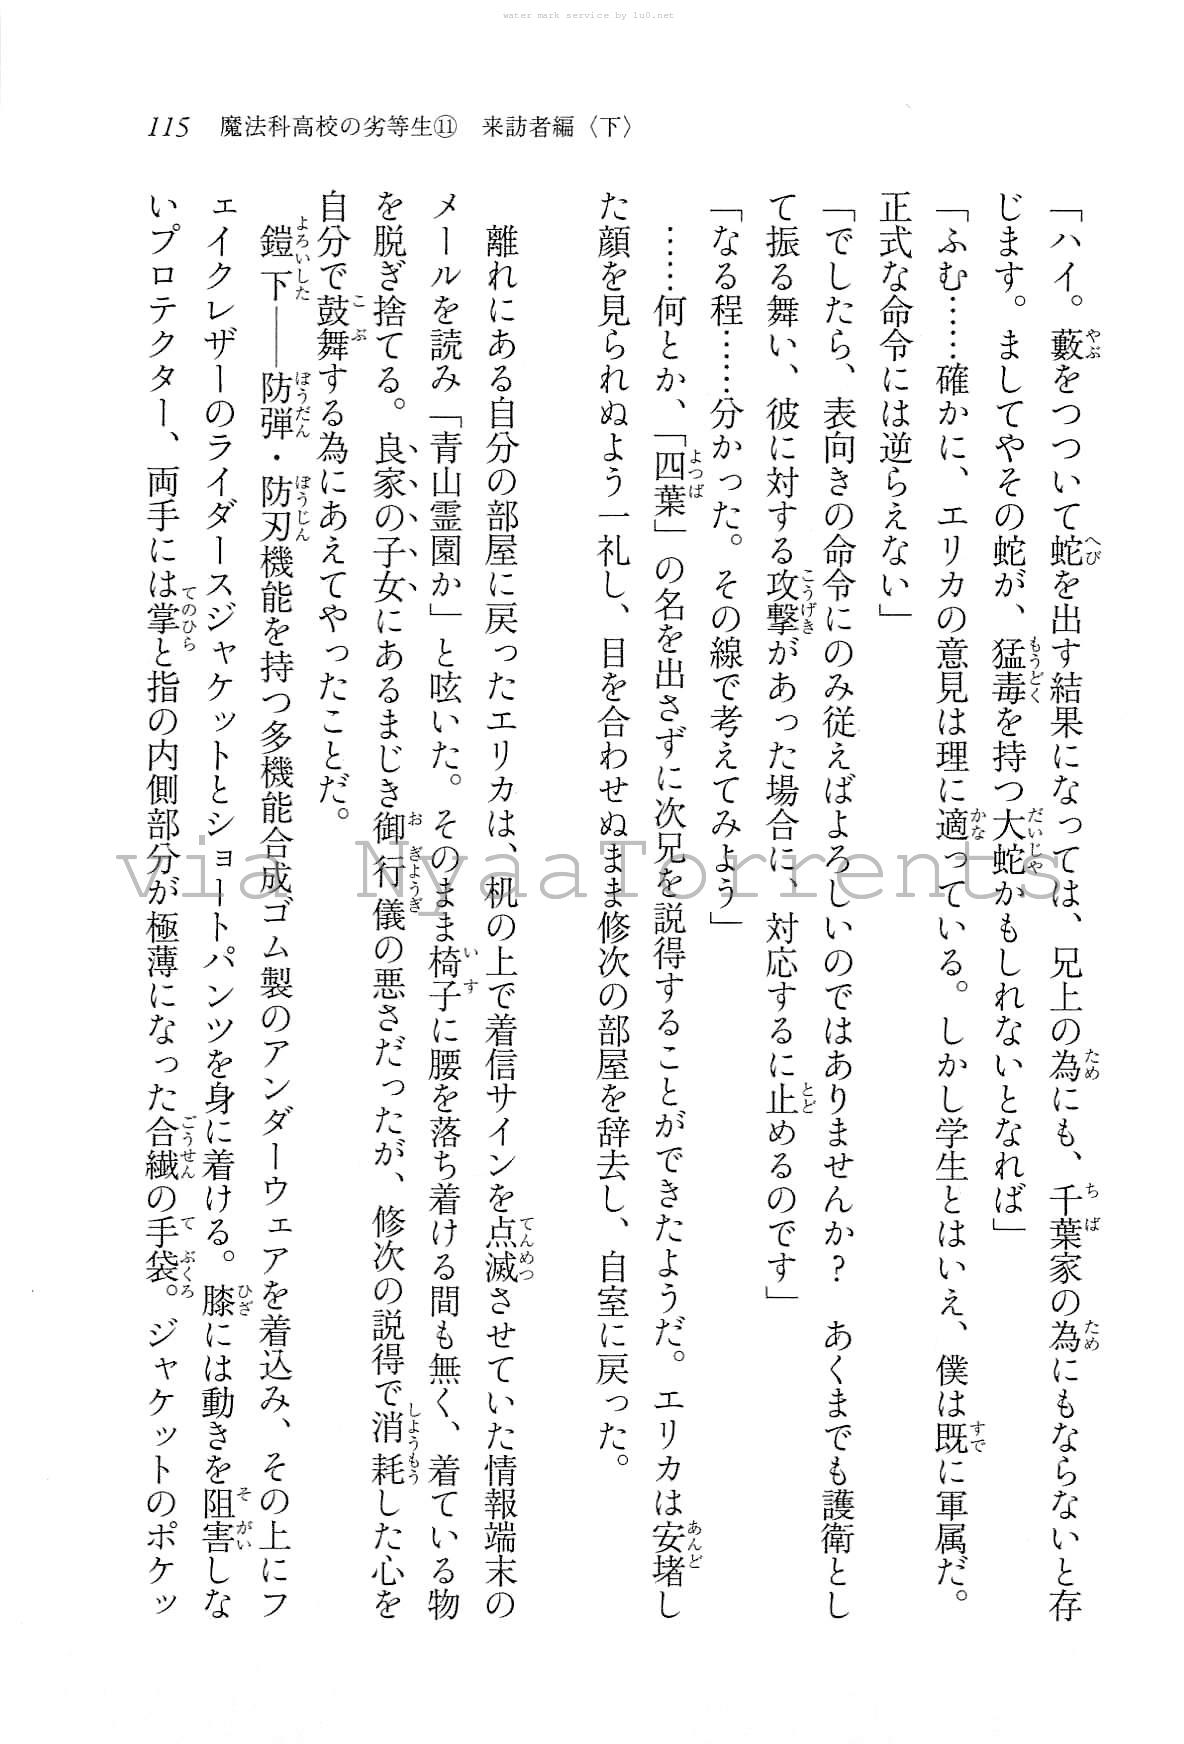 water mark service by lu0.net
115 魔法科高校の劣等生⑪ 来訪者編〈下〉
「ハイ。藪をつついて蛇を出す結果になっては、兄上の為にも、千葉家の為にもならないと存
じます。ましてやその蛇が、猛毒を持つ大蛇かもしれないとなれば」
「ふむ……確かに、エリカの意見は理に適っている。しかし学生とはいえ、僕は既に軍属だ。
正式な命令には逆らえない」
「でしたら、表向きの命令にのみ従えばよろしいのではありませんか? あくまでも護衛とし
て振る舞い、彼に対する攻撃があった場合に、対応するに止めるのです」
「なる程……分かった。その線で考えてみよう」
……何とか、「四葉」の名を出さずに次兄を説得することができたようだ。エリカは安堵し
た顔を見られぬよう一礼し、目を合わせぬまま修次の部屋を辞去し、自室に戻った。
離れにある自分の部屋に戻ったエリカは、机の上で着信サインを点滅させていた情報端末の
メールを読み「青山霊園か」と呟いた。そのまま椅子に腰を落ち着ける間も無く、着ている物
を脱ぎ捨てる。良家の子女にあるまじき御行儀の悪さだったが、修次の説得で消耗した心を
自分で鼓舞する為にあえてやったことだ。
鎧下――防弾・防刃機能を持つ多機能合成ゴム製のアンダーウェアを着込み、その上にフ
ェイクレザーのライダースジャケットとショートパンツを身に着ける。膝には動きを阻害しな
いプロテクター、両手には掌と指の内側部分が極薄になった合繊の手袋。ジャケットのポケッ
via NyaaTorrents